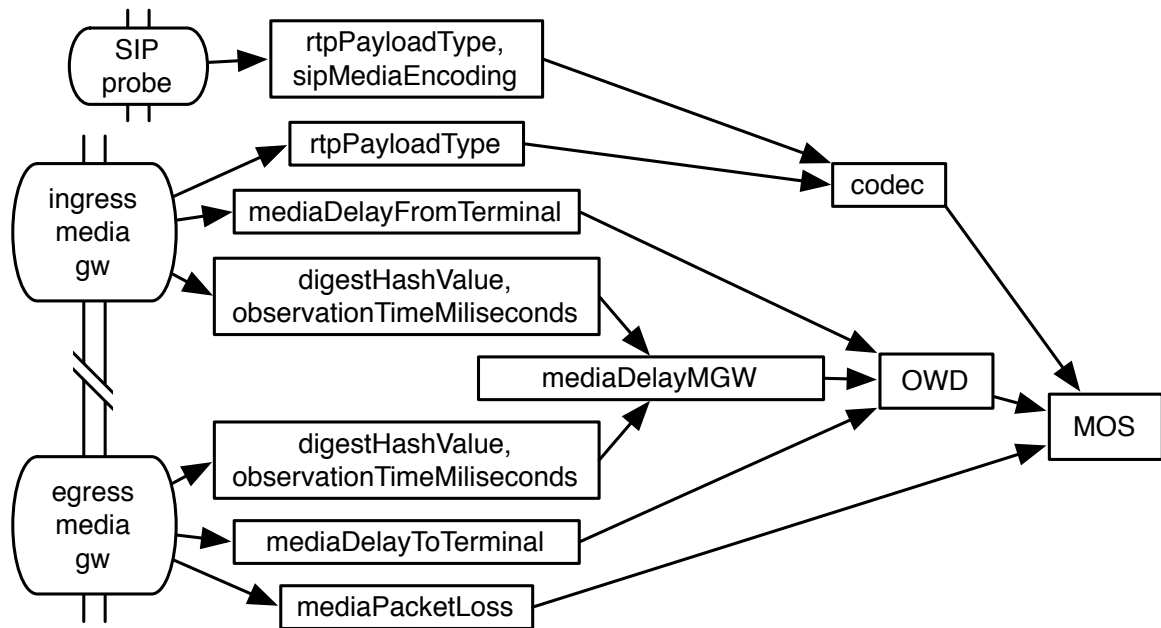 SIP
probe
rtpPayloadType,
sipMediaEncoding
ingress
media
gw
rtpPayloadType
mediaDelayFromTerminal
digestHashValue,
observationTimeMiliseconds
codec
mediaDelayMGW
OWD
MOS
egress
media
gw
digestHashValue,
observationTimeMiliseconds
mediaDelayToTerminal
mediaPacketLoss